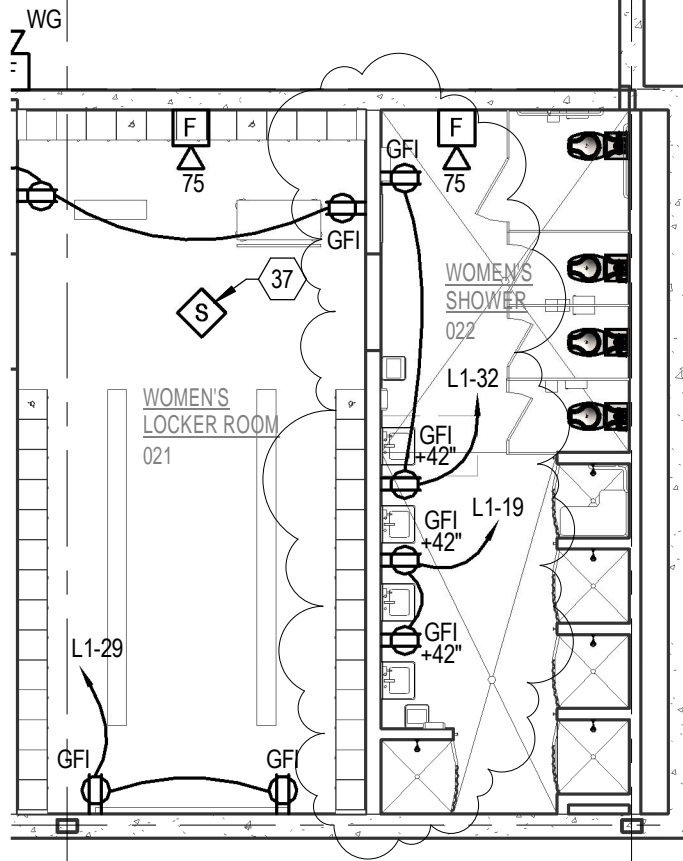 WG
F
F
F
75
75
GFI
GFI
37
S
WOMEN'S
SHOWER
022
L1-32
WOMEN'S
LOCKER ROOM
021
GFI
+42"
L1-19
GFI
+42"
GFI
+42"
L1-29
GFI
GFI